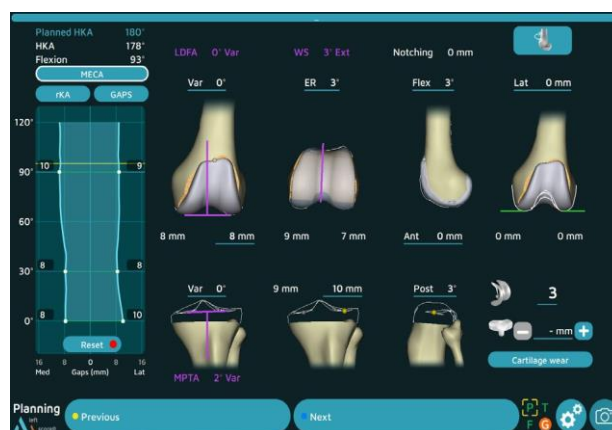 Planned HKA 180°
HKA 178°
Flexion 93°
MECA
rKA GAPS
LDFA 0° Var
WS 3° Ext
Notching 0 mm
Var 0°
ER 3°
Flex 3°
Lat 0 mm
120°
10 9
90°
60°
8 8
30°
8 10
0°
Reset
16 8 0 8 16
Med Gaps (mm) Lat
8 mm 8 mm
9 mm 7 mm
Ant 0 mm
0 mm 0 mm
Var 0°
9 mm 10 mm
Post 3°
3
- mm +
Cartilage wear
MPTA 2° Var
Planning
left
Previous
Next
P T
F G